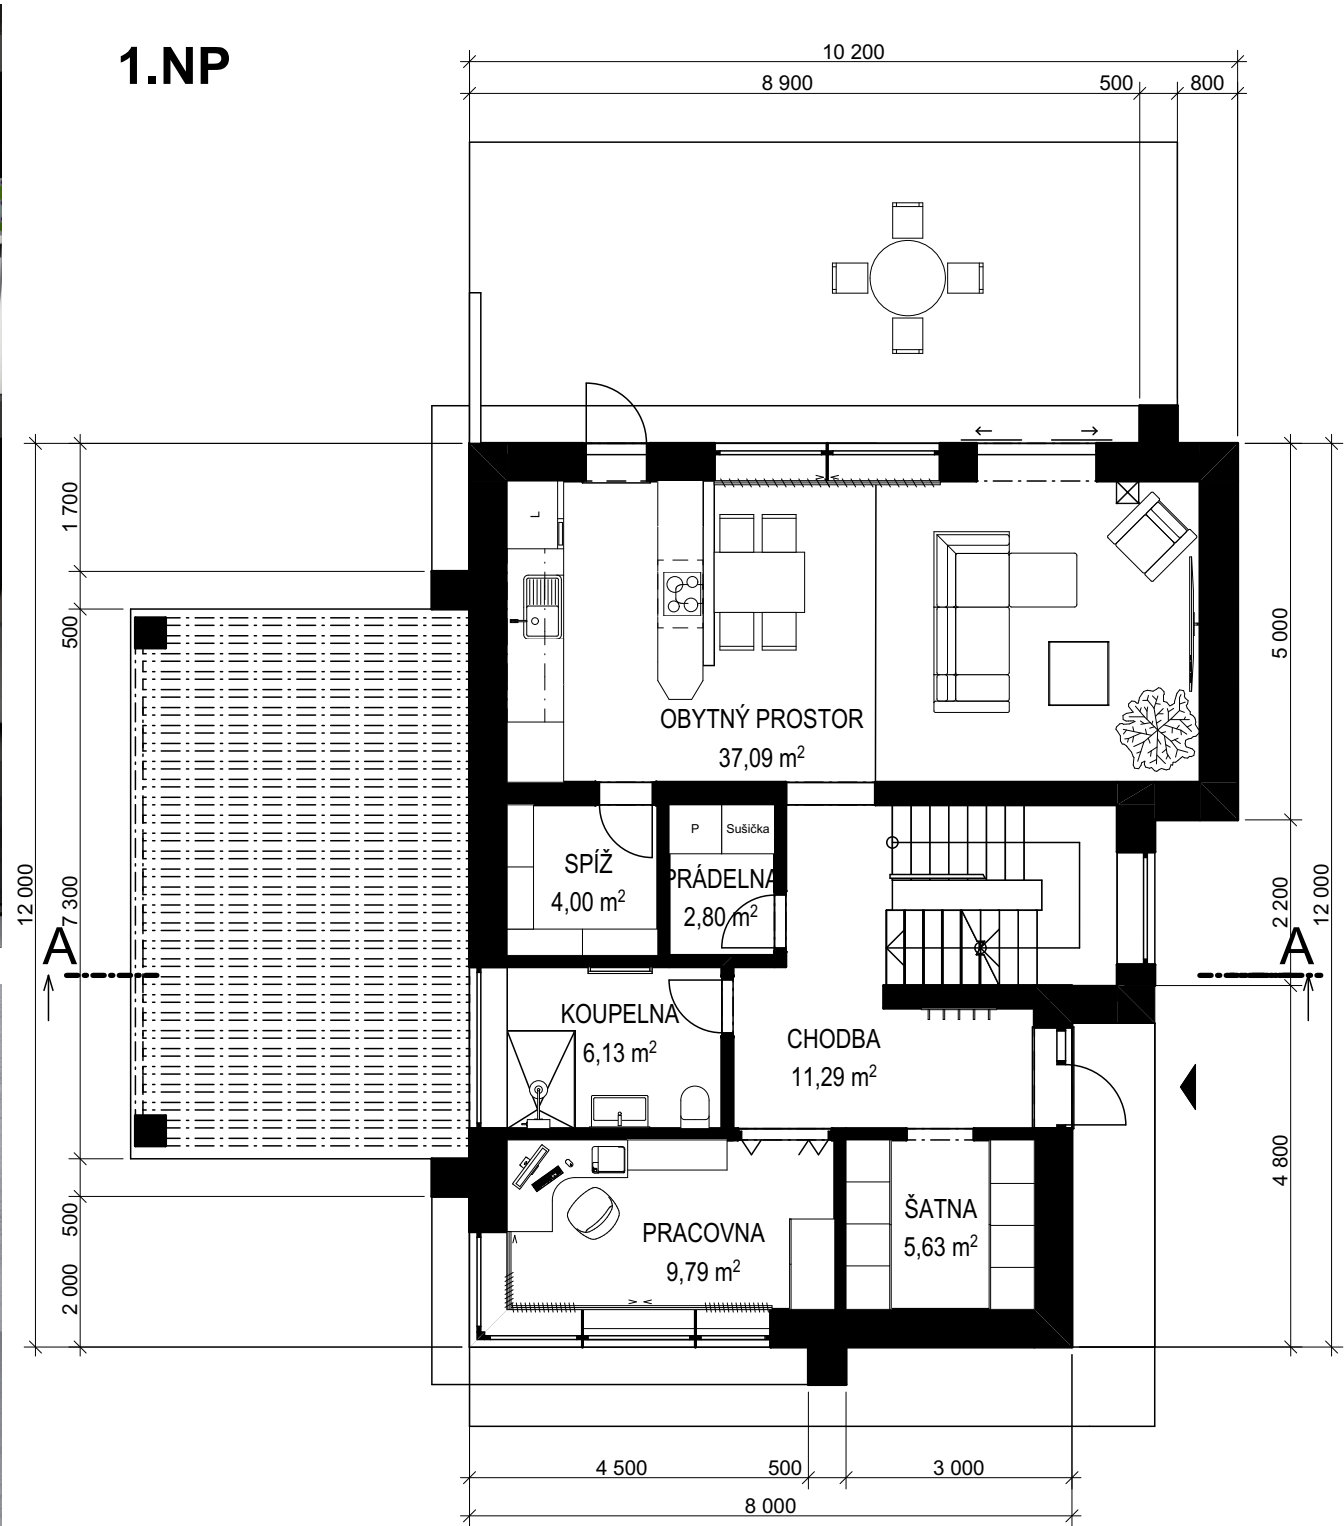 1.NP
10 200
8 900
500
800
1 700
500
12 000
7 300
500
2 000
5 000
2 200
12 000
4 800
L
OBYTNÝ PROSTOR
37,09 m²
P
Sušička
SPÍŽ
4,00 m²
PRÁDELNA
2,80 m²
A
A
KOUPELNA
6,13 m²
CHODBA
11,29 m²
PRACOVNA
9,79 m²
ŠATNA
5,63 m²
4 500
500
3 000
8 000